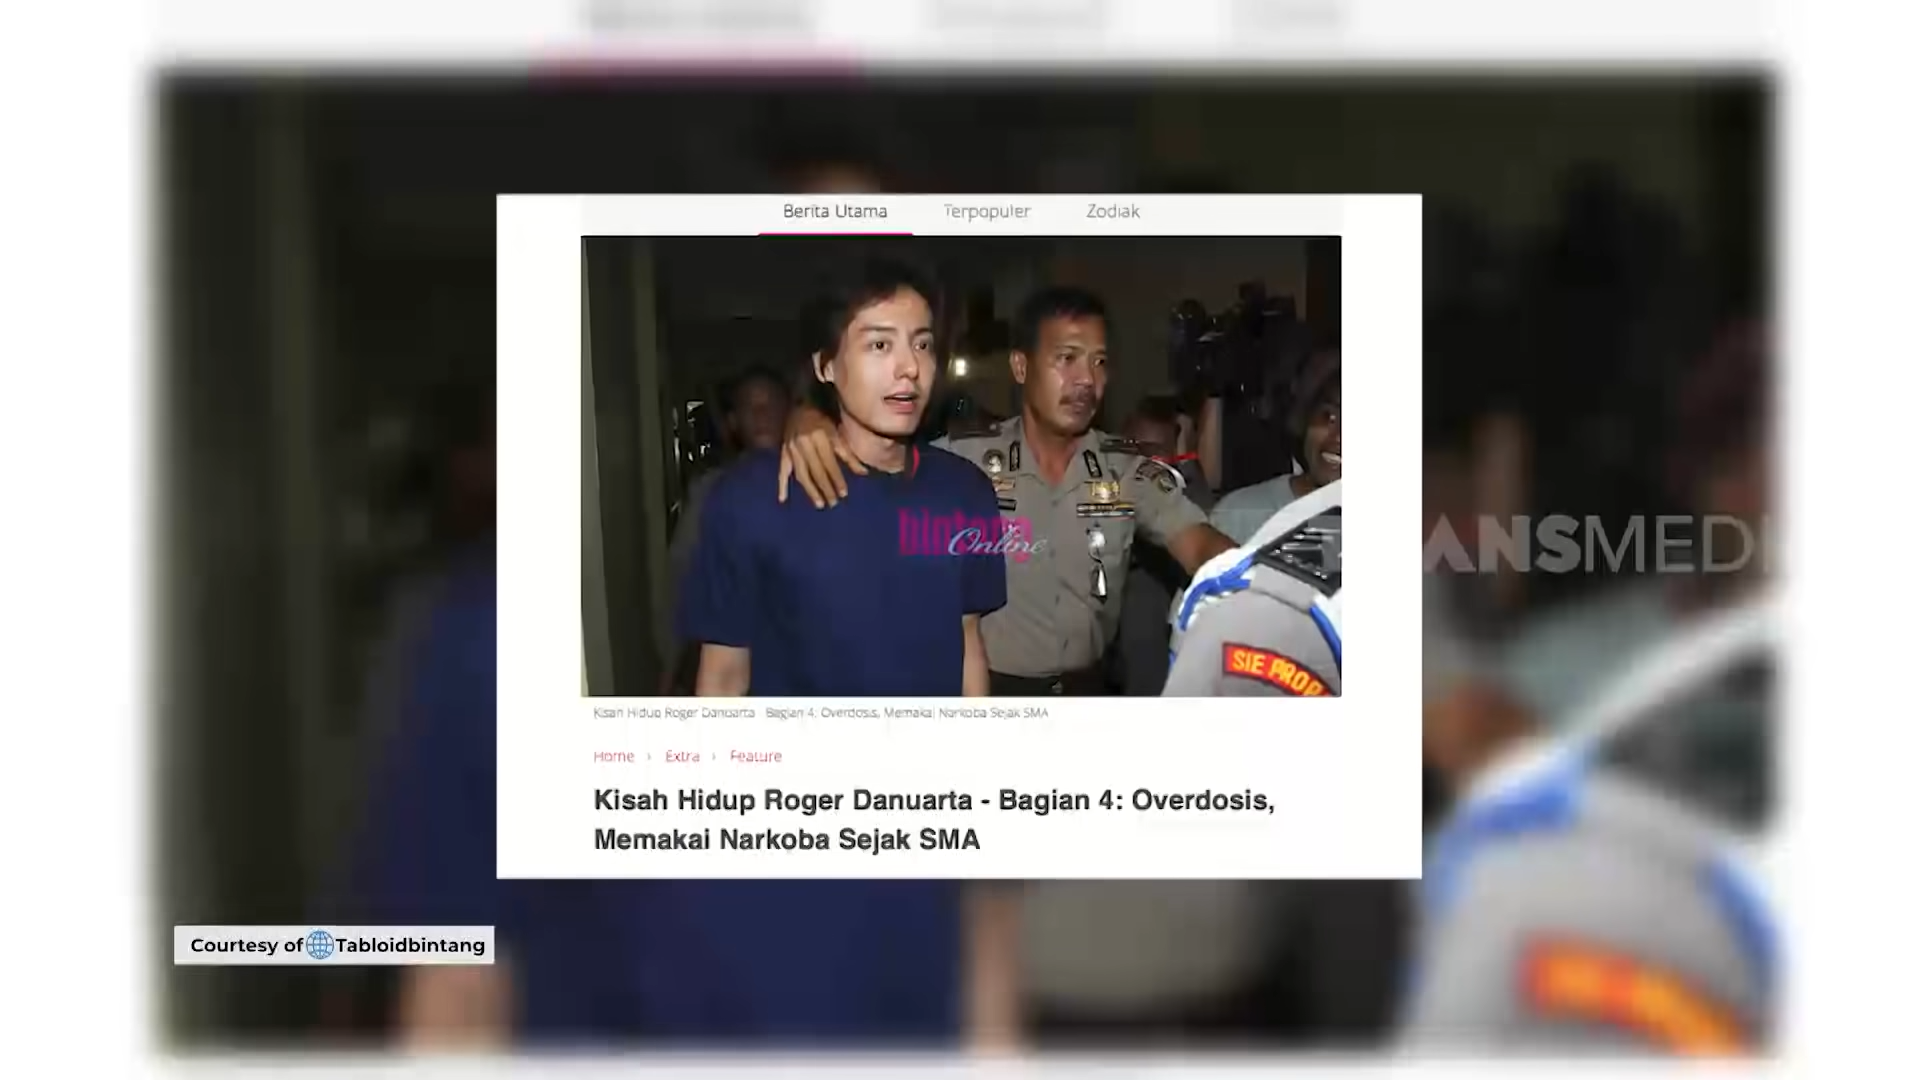 Berita Utama
Terpopuler
Zodiak
bintang
Online
SIE PROP
Kisah Hidup Roger Danuarta - Bagian 4: Overdosis, Memakai Narkoba Sejak SMA
Home › Extra › Feature
Kisah Hidup Roger Danuarta - Bagian 4: Overdosis,
Memakai Narkoba Sejak SMA
ANSMEDI
Courtesy of Tabloidbintang